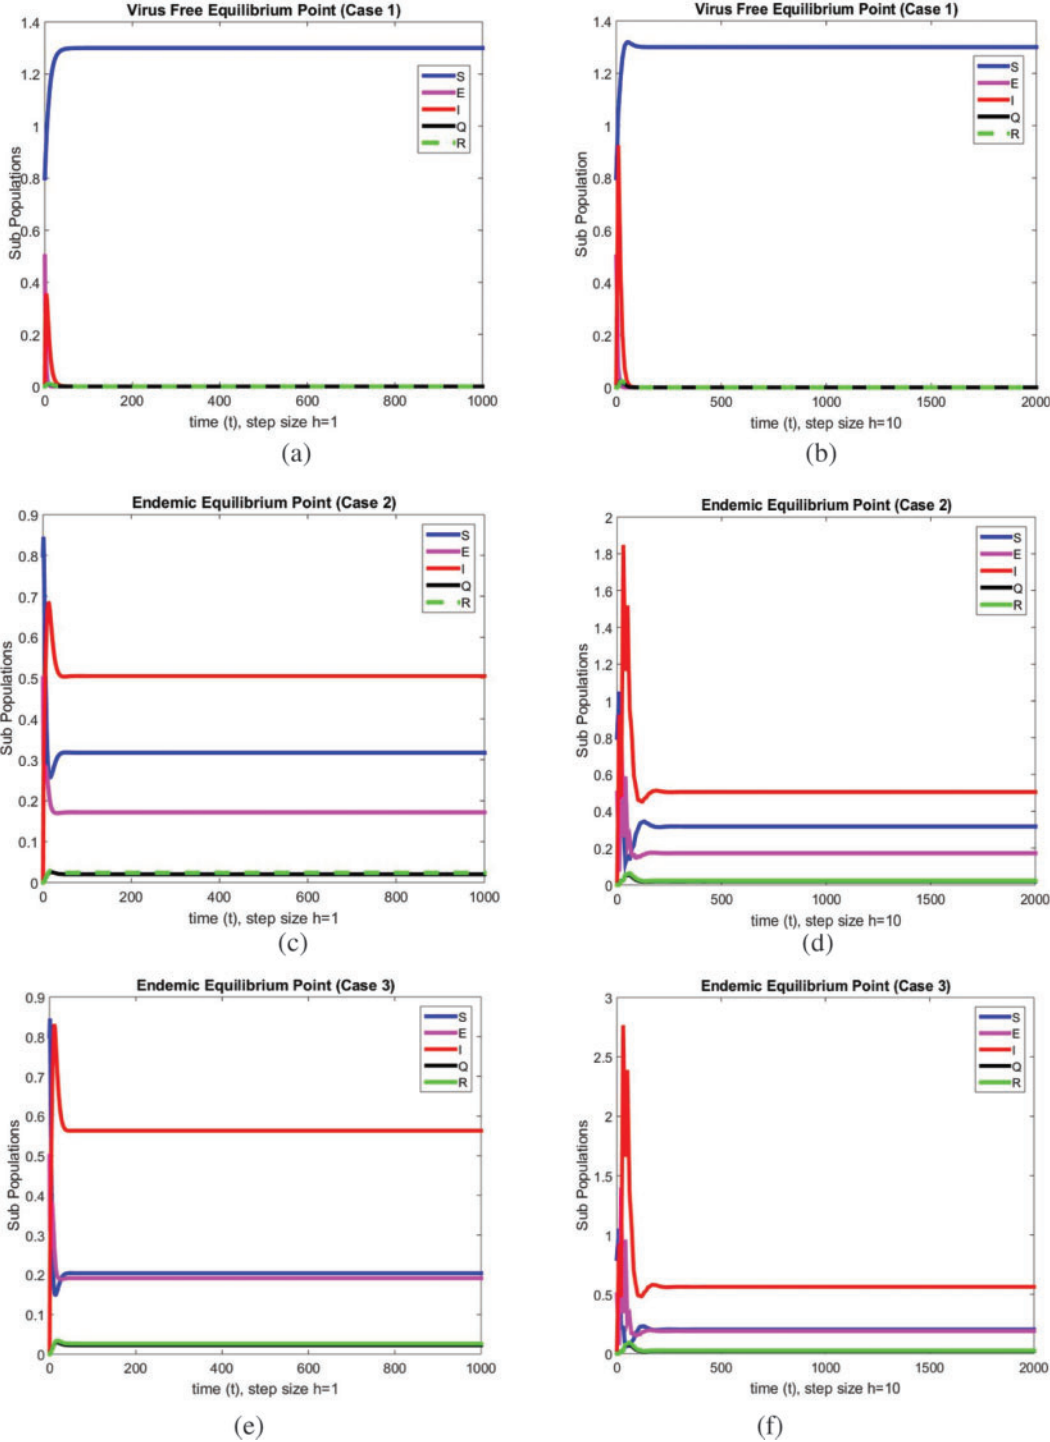 Virus Free Equilibrium Point (Case 1)
1.4
1.2
1
0.8
0.6
0.4
0.2
0
Sub Populations
S
E
I
Q
R
0 200 400 600 800 1000
time (t), step size h=1
(a)
Virus Free Equilibrium Point (Case 1)
1.4
1.2
1
0.8
0.6
0.4
0.2
0
Sub Population
S
E
I
Q
R
0 500 1000 1500 2000
time (t), step size h=10
(b)
Endemic Equilibrium Point (Case 2)
0.9
0.8
0.7
0.6
0.5
0.4
0.3
0.2
0.1
0
Sub Populations
S
E
I
Q
R
0 200 400 600 800 1000
time (t), step size h=1
(c)
Endemic Equilibrium Point (Case 2)
2
1.8
1.6
1.4
1.2
1
0.8
0.6
0.4
0.2
0
Sub Populations
S
E
I
Q
R
0 500 1000 1500 2000
time (t), step size h=10
(d)
Endemic Equilibrium Point (Case 3)
0.9
0.8
0.7
0.6
0.5
0.4
0.3
0.2
0.1
0
Sub Populations
S
E
I
Q
R
0 200 400 600 800 1000
time (t), step size h=1
(e)
Endemic Equilibrium Point (Case 3)
3
2.5
2
1.5
1
0.5
0
Sub Populations
S
E
I
Q
R
0 500 1000 1500 2000
time (t), step size h=10
(f)